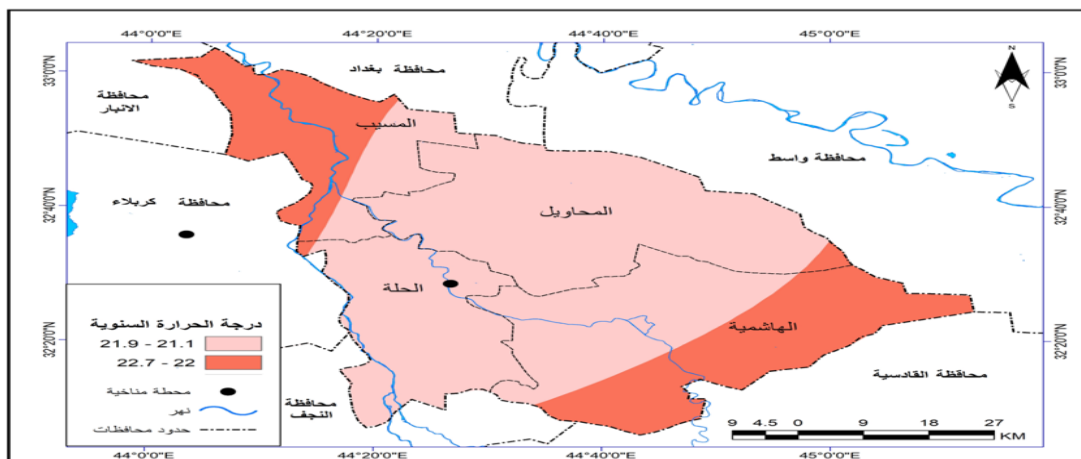 44°0'0"E 44°20'0"E 44°40'0"E 45°0'0"E
33°0'0"N
33°0'0"N
محافظة بغداد
محافظة
الانبار
المسيب
محافظة واسط
32°40'0"N
32°40'0"N
محافظة كربلاء
المحاويل
الحلة
الهاشمية
32°20'0"N
32°20'0"N
محافظة القادسية
محافظة
النجف
درجة الحرارة السنوية
21.9 - 21.1
22.7 - 22
محطة مناخية
نهر
حدود محافظات
N
S
9 4.5 0 9 18 27
KM
44°0'0"E 44°20'0"E 44°40'0"E 45°0'0"E